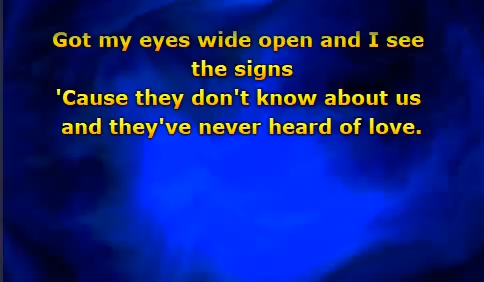 Got my eyes wide open and I see
the signs
'Cause they don't know about us
and they've never heard of love.